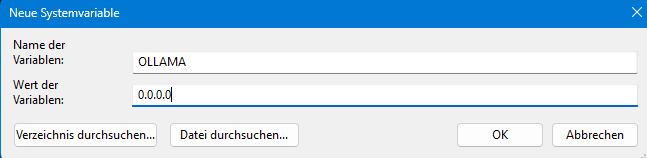 Neue Systemvariable
Name der
Variablen:
OLLAMA
Wert der
Variablen:
0.0.0.0
Verzeichnis durchsuchen...
Datei durchsuchen...
OK
Abbrechen